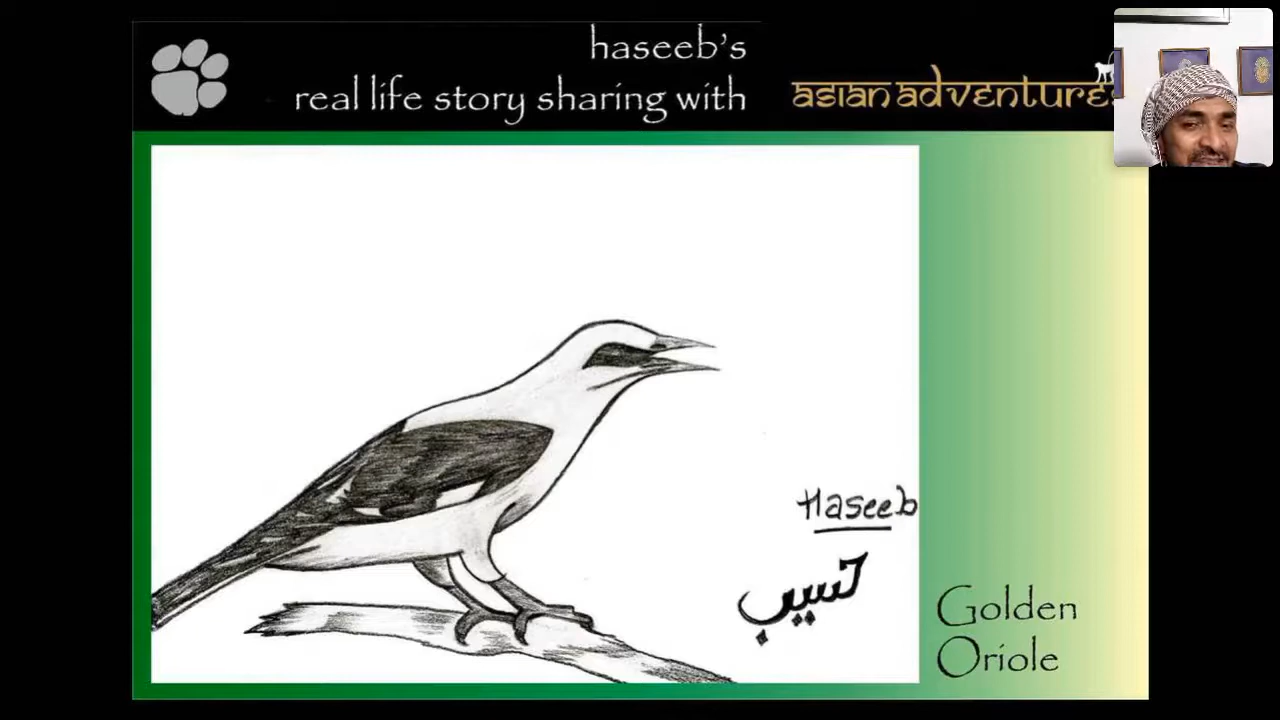 haseeb's
real life story sharing with
asian adventures
Haseeb
حسیب
Golden
Oriole